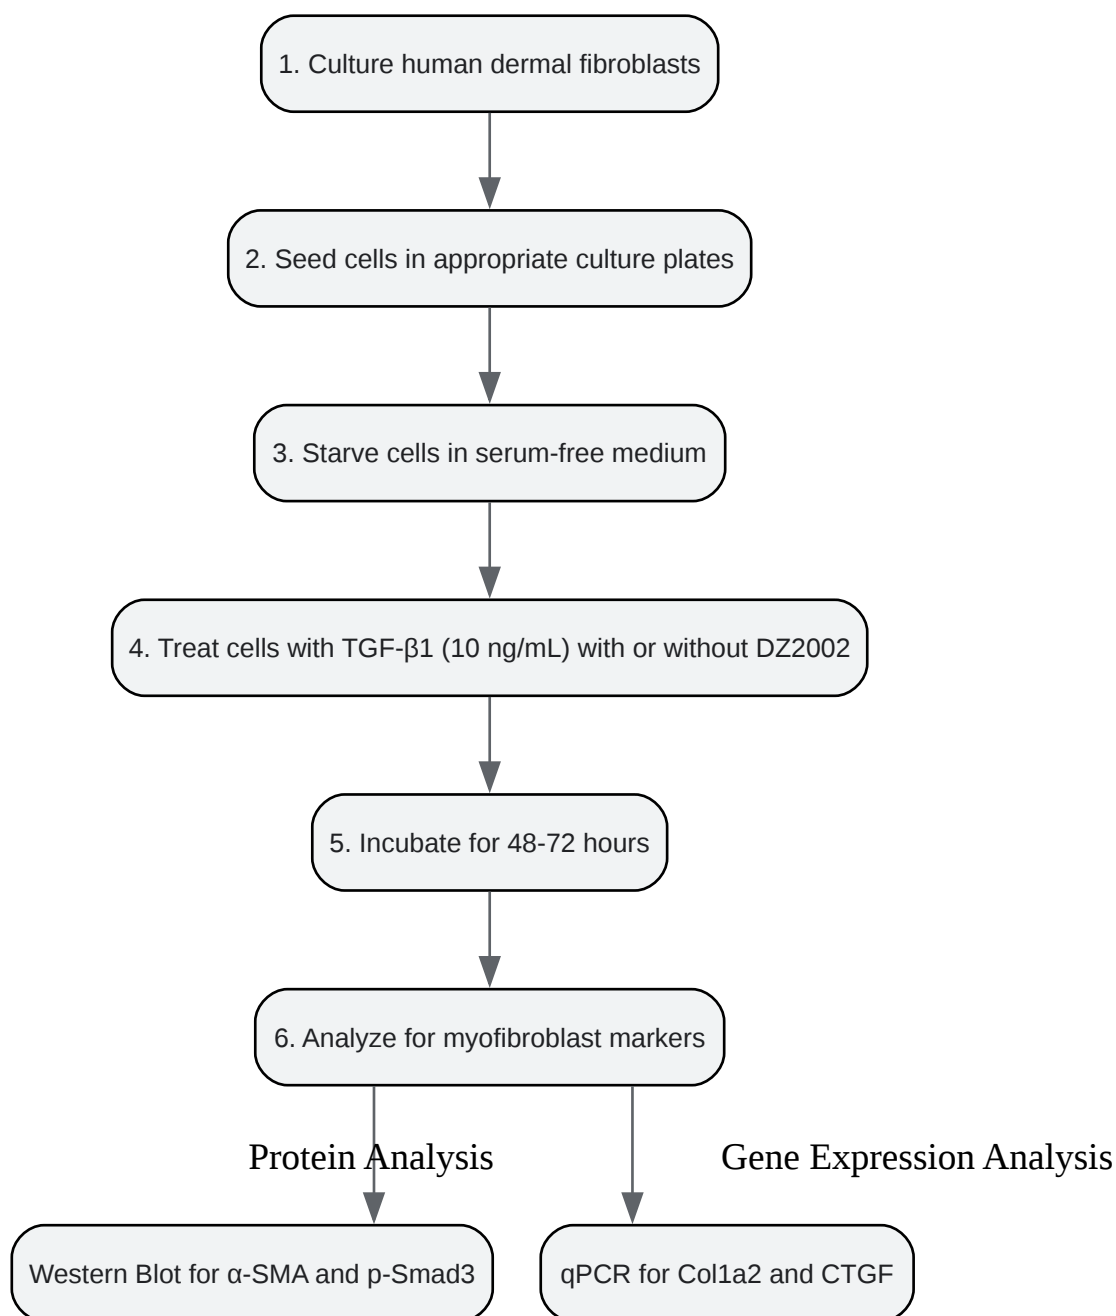 1. Culture human dermal fibroblasts
2. Seed cells in appropriate culture plates
3. Starve cells in serum-free medium
4. Treat cells with TGF-β1 (10 ng/mL) with or without DZ2002
5. Incubate for 48-72 hours
6. Analyze for myofibroblast markers
Protein Analysis
Gene Expression Analysis
Western Blot for α-SMA and p-Smad3
qPCR for Col1a2 and CTGF